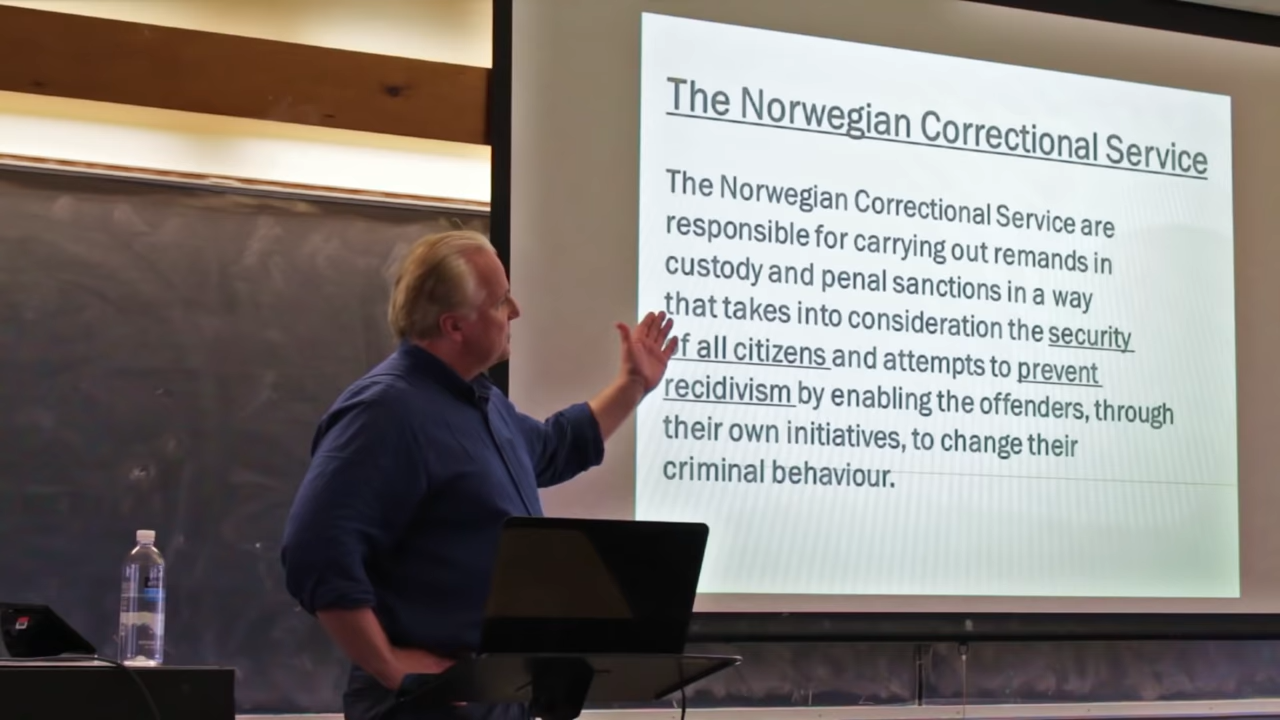 The Norwegian Correctional Service
The Norwegian Correctional Service are
responsible for carrying out remands in
custody and penal sanctions in a way
that takes into consideration the security
of all citizens and attempts to prevent
recidivism by enabling the offenders, through
their own initiatives, to change their
criminal behaviour.